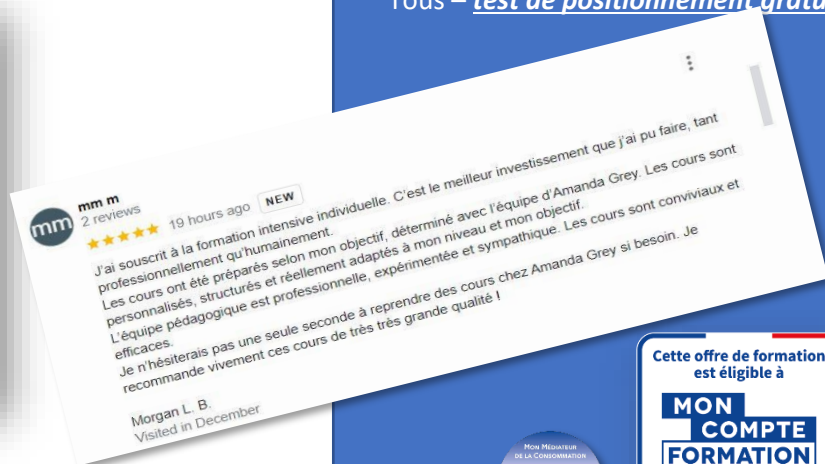 Tous – test de positionnement gratu
mm m
mm
2 reviews
19 hours ago NEW
J'ai souscrit à la formation intensive individuelle. C'est le meilleur investissement que j'ai pu faire, tant
professionnellement qu'humainement.
Les cours ont été préparés selon mon objectif, déterminé avec l'équipe d'Amanda Grey. Les cours sont
personnalisés, structurés et réellement adaptés à mon niveau et mon objectif.
L'équipe pédagogique est professionnelle, expérimentée et sympathique. Les cours sont conviviaux et
efficaces.
Je n'hésiterais pas une seule seconde à reprendre des cours chez Amanda Grey si besoin. Je
recommande vivement ces cours de très très grande qualité !
Morgan L. B.
Visited in December
Cette offre de formation
est éligible à
MON
COMPTE
FORMATION
MON MÉDIATEUR
DE LA CONSOMMATION